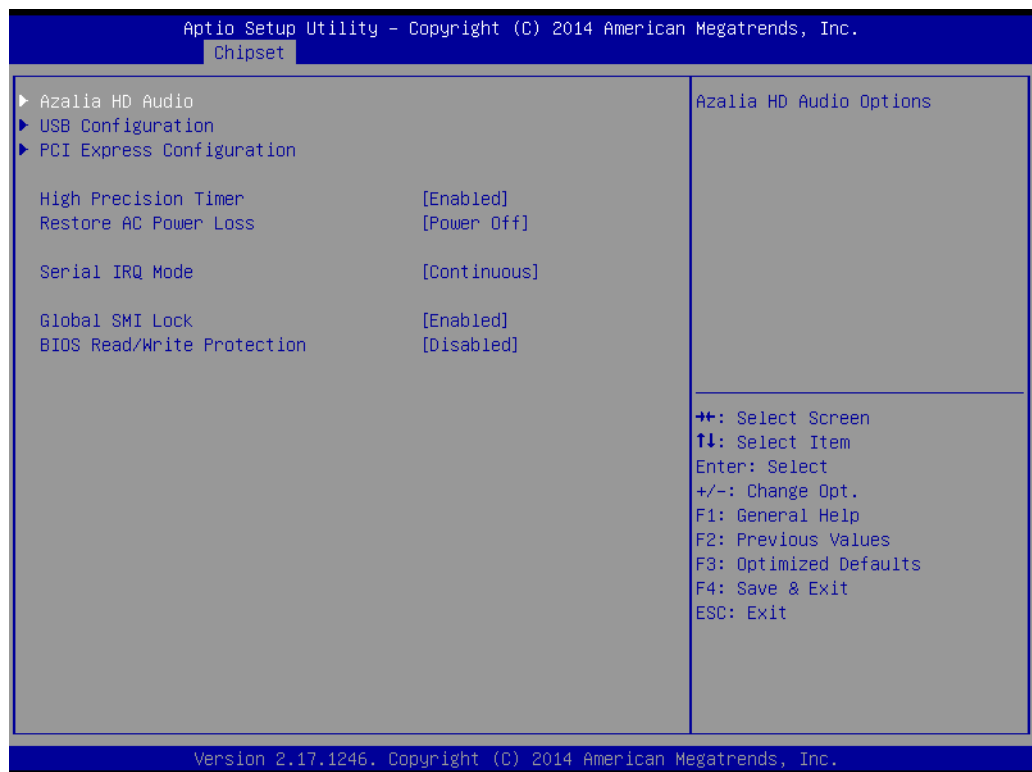 Aptio Setup Utility – Copyright (C) 2014 American Megatrends, Inc.
Chipset
▶ Azalia HD Audio
▶ USB Configuration
▶ PCI Express Configuration
High Precision Timer [Enabled]
Restore AC Power Loss [Power Off]
Serial IRQ Mode [Continuous]
Global SMI Lock [Enabled]
BIOS Read/Write Protection [Disabled]
Azalia HD Audio Options
→←: Select Screen
↑↓: Select Item
Enter: Select
+/-: Change Opt.
F1: General Help
F2: Previous Values
F3: Optimized Defaults
F4: Save & Exit
ESC: Exit
Version 2.17.1246. Copyright (C) 2014 American Megatrends, Inc.